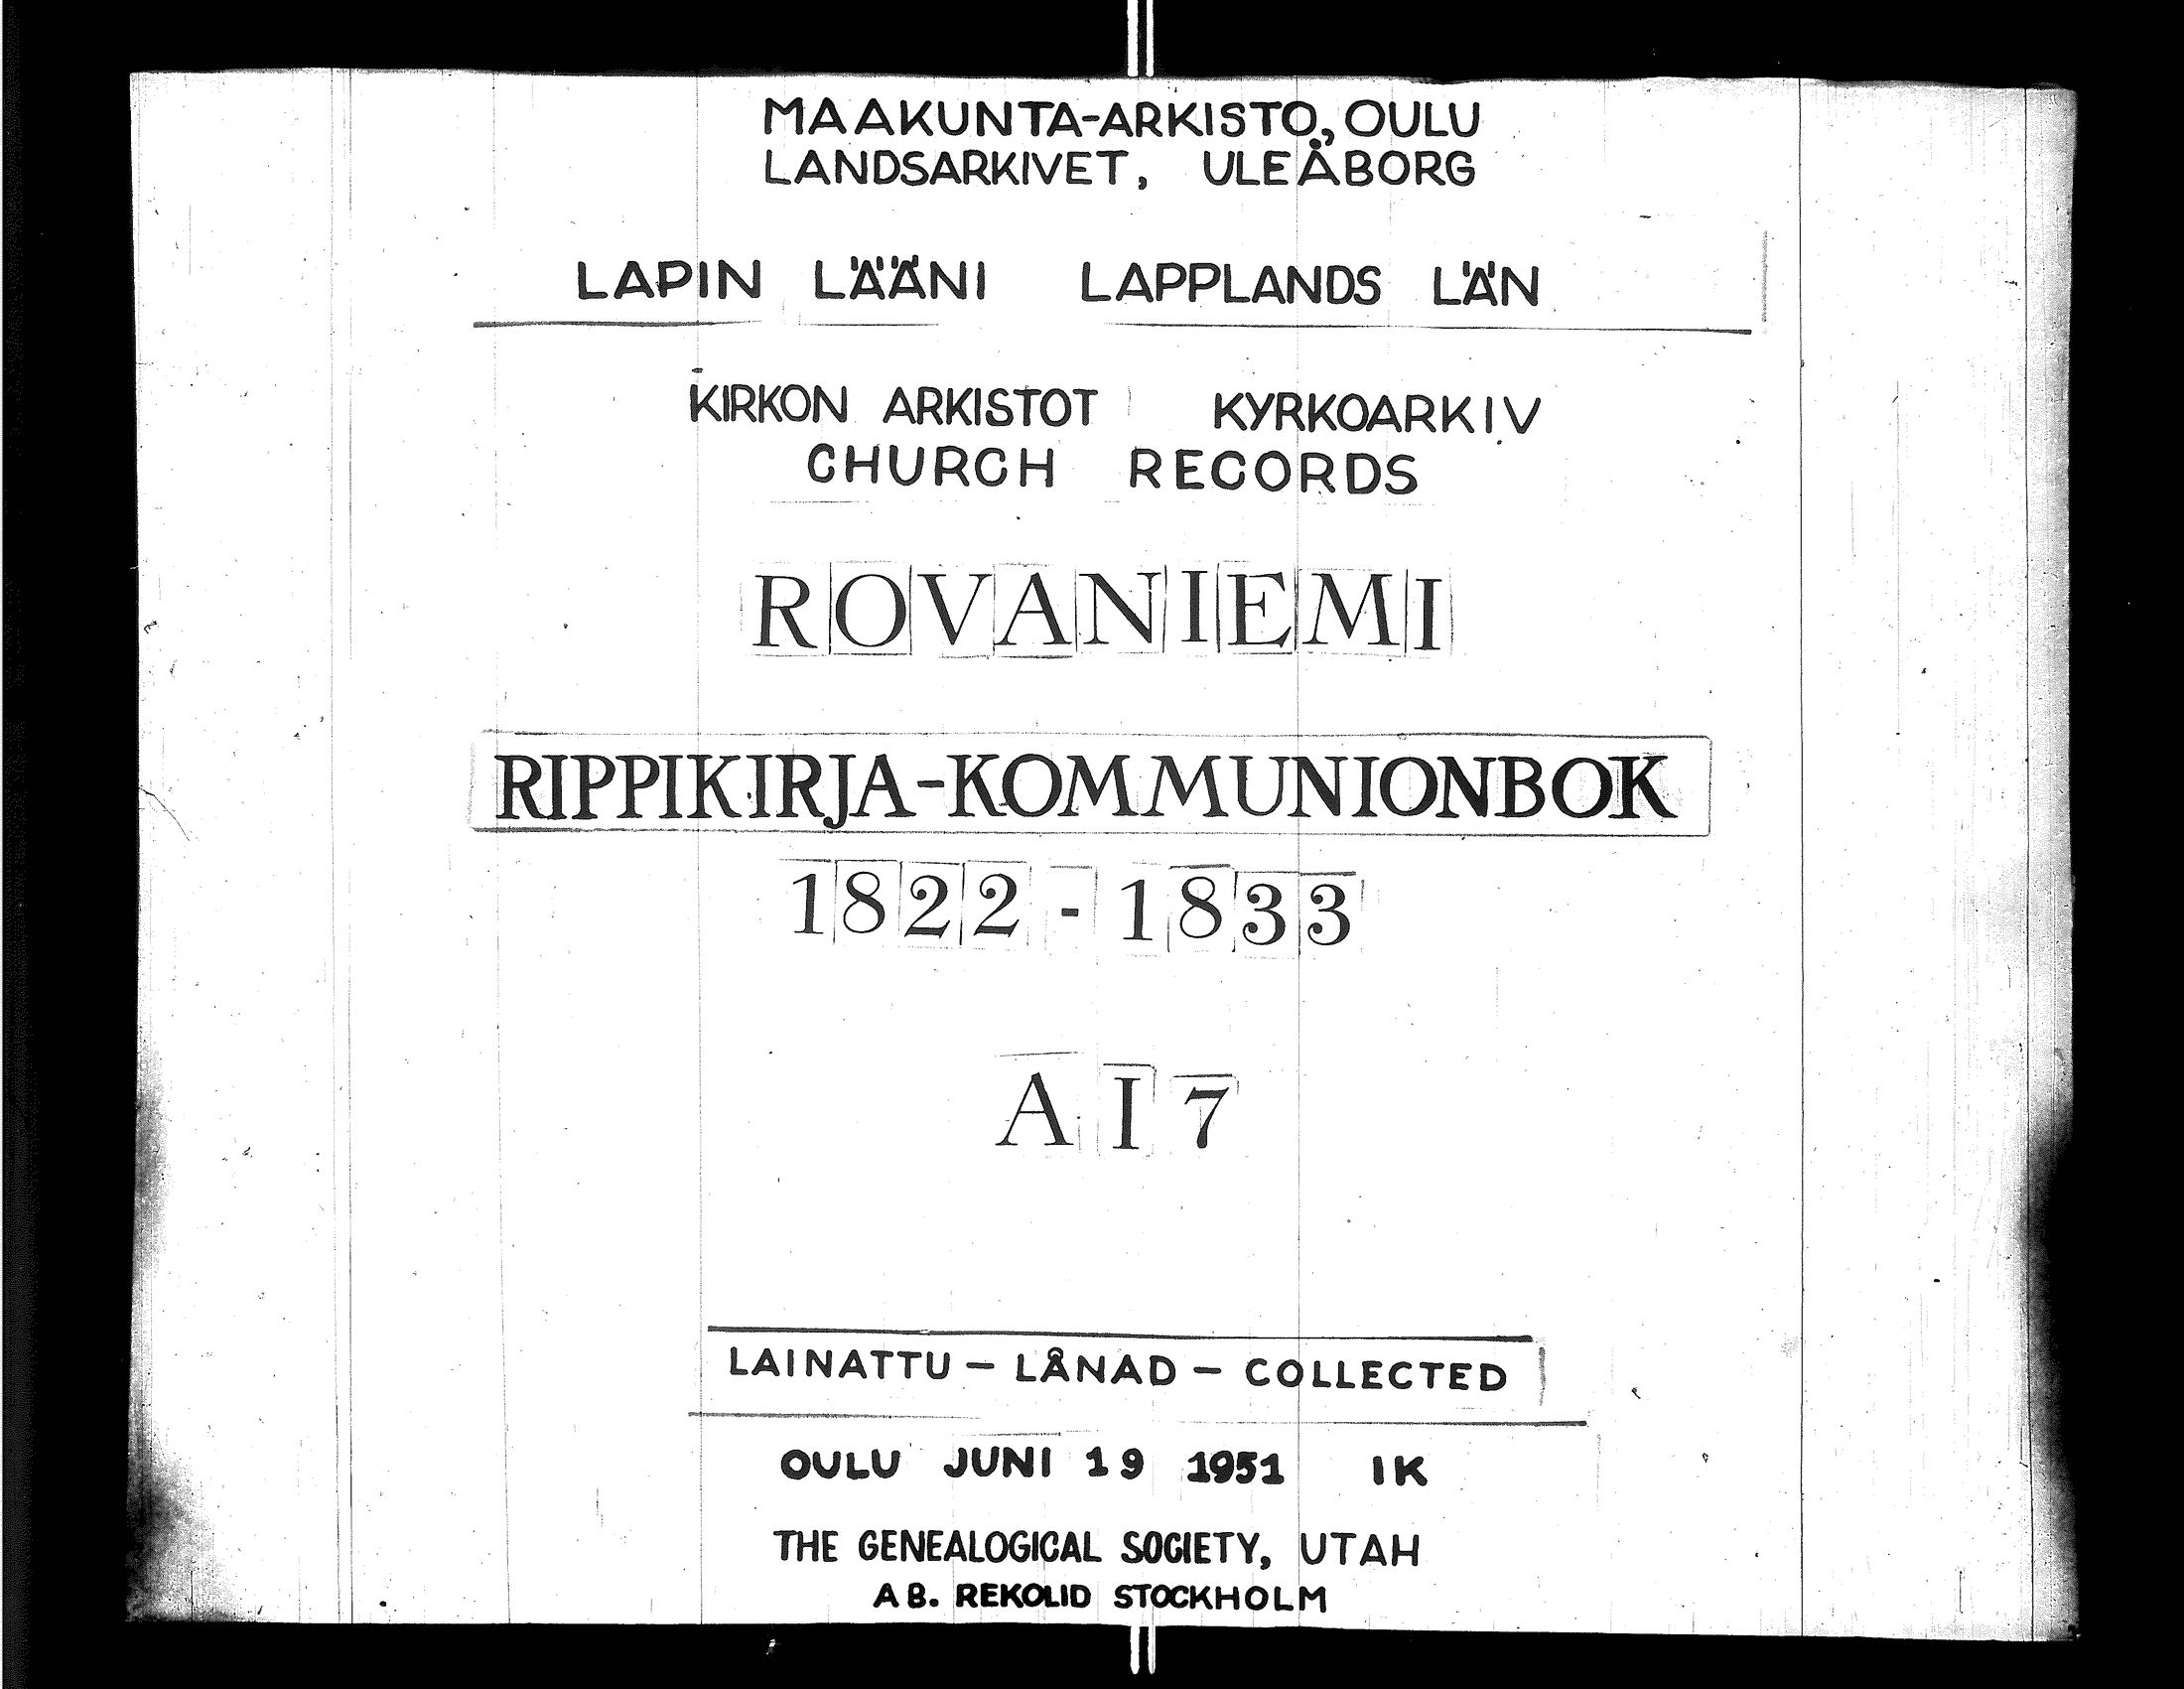 MAAKUNTA-ARKISTO, OULU
LANDSARKIVET, ULEÅBORG
LAPIN LÄÄNI LAPPLANDS LÄN
KIRKON ARKISTOT KYRKOARKIV
CHURCH RECORDS
ROVANIEMI
RIPPIKIRJA-KOMMUNIONBOK
1822-1833
A I 7
LAINATTU - LÅNAD - COLLECTED
OULU JUNI 19 1951 IK
THE GENEALOGICAL SOCIETY, UTAH
AB. REKOLID STOCKHOLM